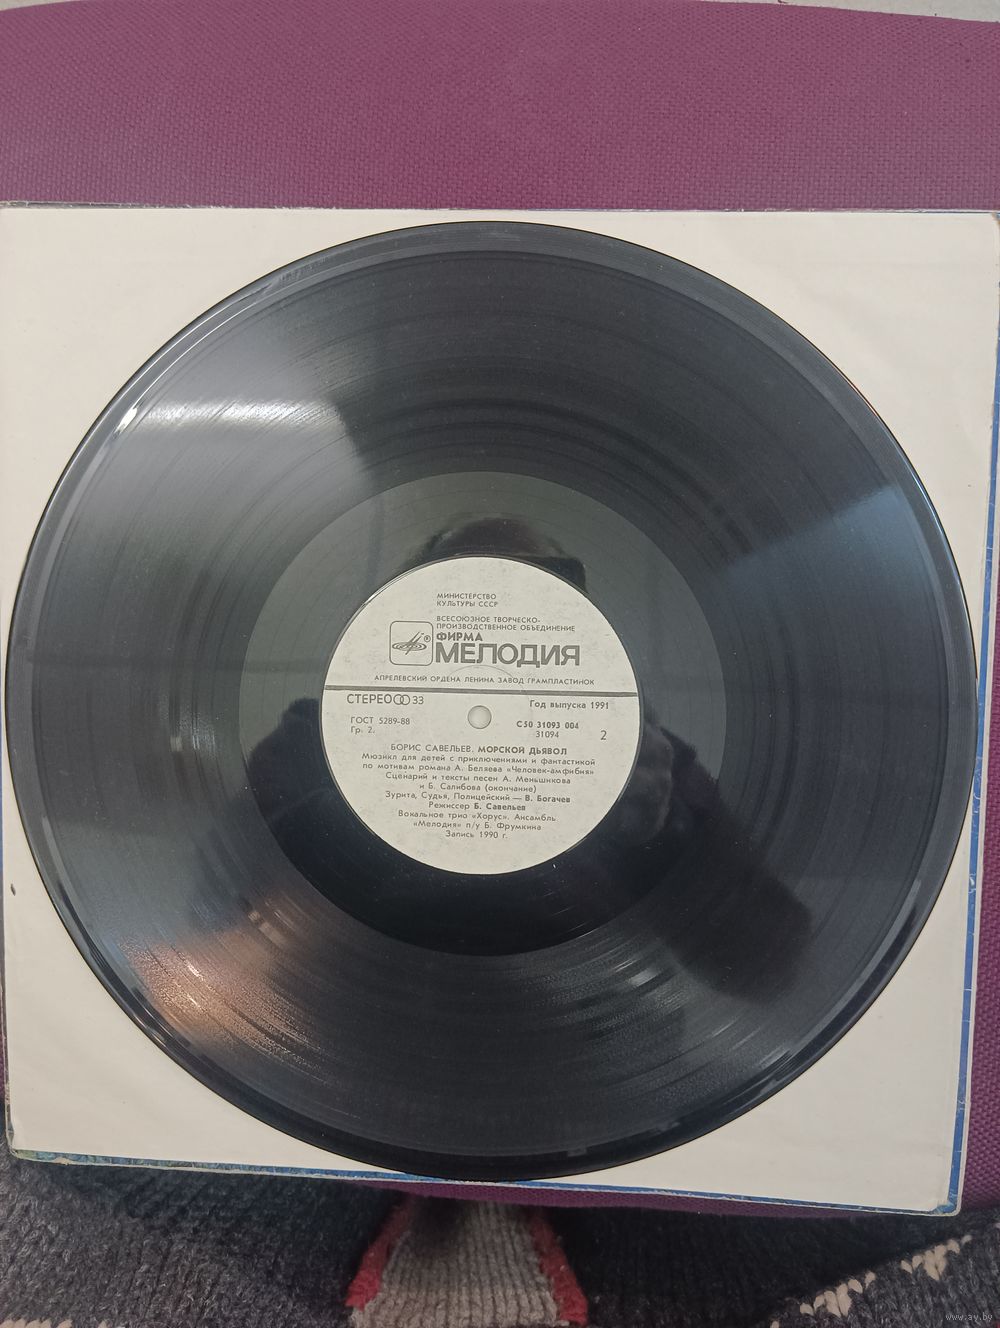 МИНИСТЕРСТВО
КУЛЬТУРЫ СССР
ВСЕСОЮЗНОЕ ТВОРЧЕСКО-
ПРОИЗВОДСТВЕННОЕ ОБЪЕДИНЕНИЕ
ФИРМА
МЕЛОДИЯ
АПРЕЛЕВСКИЙ ОРДЕНА ЛЕНИНА ЗАВОД ГРАМПЛАСТИНОК
СТЕРЕО 33
Год выпуска 1991
ГОСТ 5289-88
Гр. 2.
С50 31093 004
31094
2
БОРИС САВЕЛЬЕВ. МОРСКОЙ ДЬЯВОЛ
Мюзикл для детей с приключениями и фантастикой
по мотивам романа А. Беляева «Человек-амфибия»
Сценарий и тексты песен А. Меньшикова
и Б. Салибова (окончание)
Зурита, Судья, Полицейский — В. Богачев
Режиссер Б. Савельев
Вокальное трио «Хорус». Ансамбль
«Мелодия» п/у Б. Фрумкина
Запись 1990 г.
www.ay.by